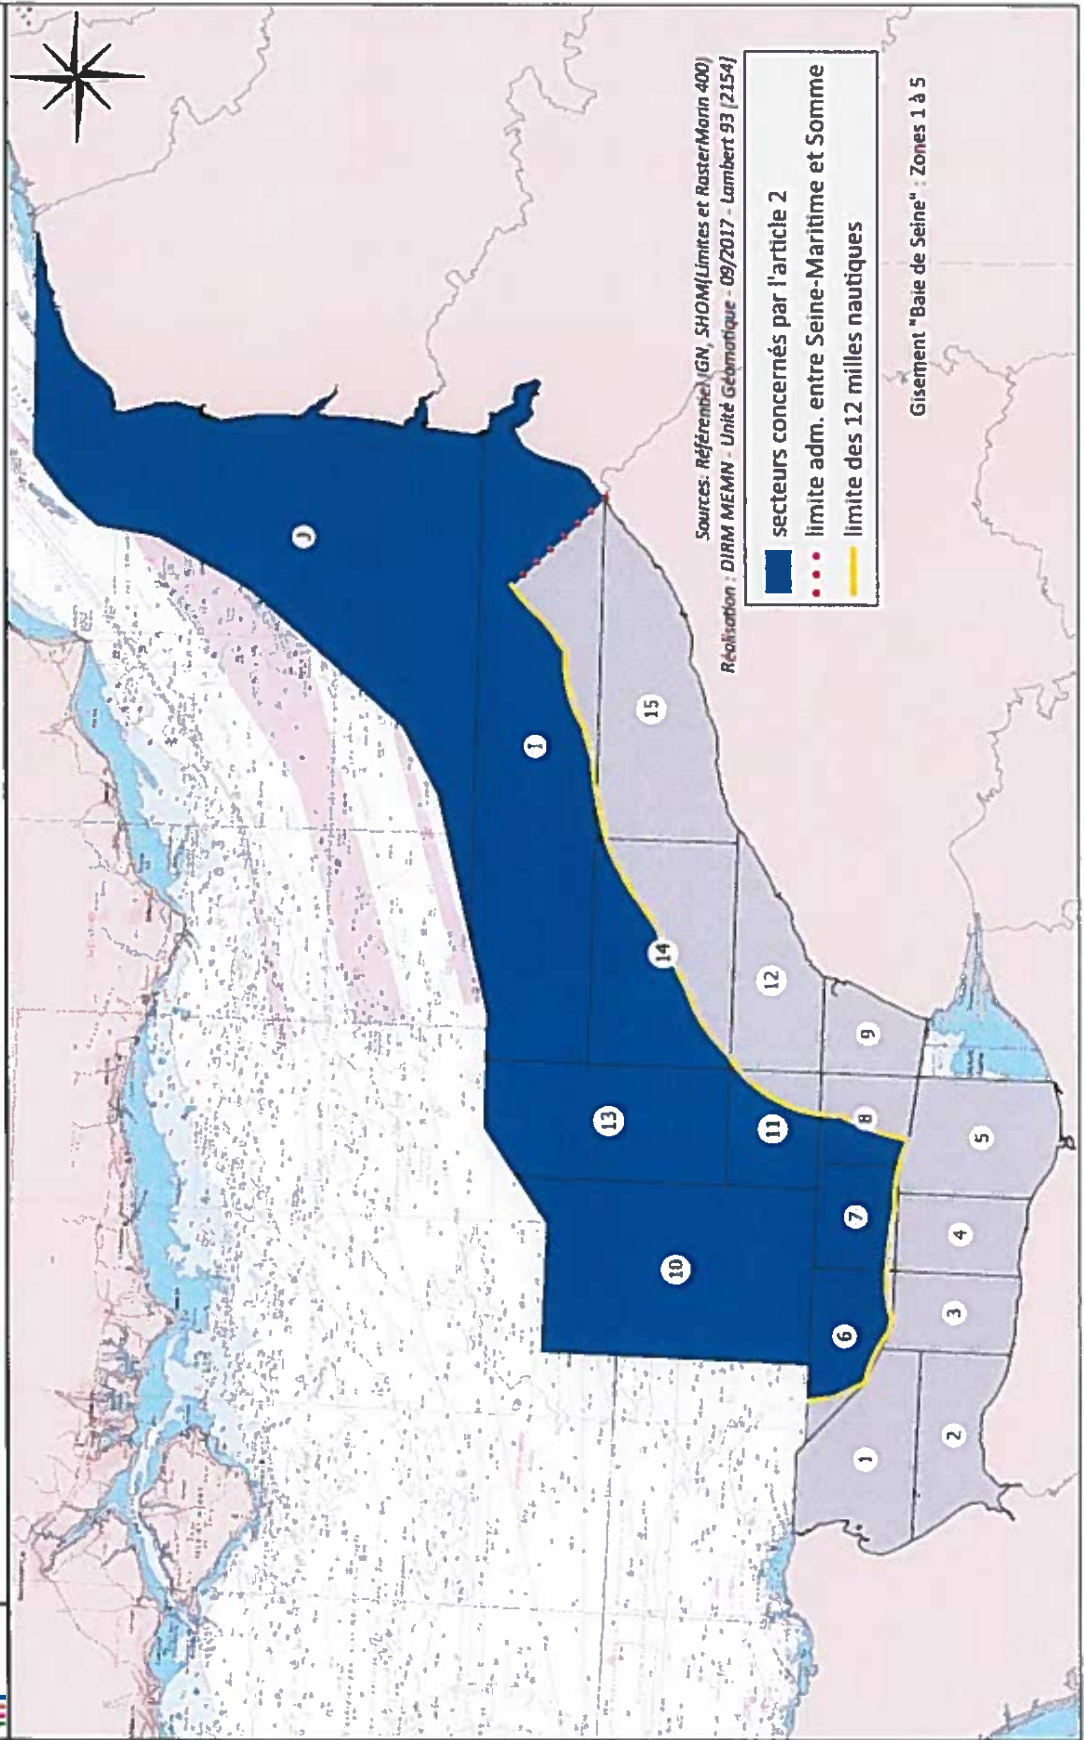 J
I
15
14
12
13
11
9
8
10
7
6
5
4
3
2
1
Sources: Référentiel IGN, SHOM(Limites et RasterMarin 400)
Réalisation : DIRM MEMN - Unité Géomatique - 09/2017 - Lambert 93 [2154]
secteurs concernés par l'article 2
limite adm. entre Seine-Maritime et Somme
limite des 12 milles nautiques
Gisement "Baie de Seine" : Zones 1 à 5